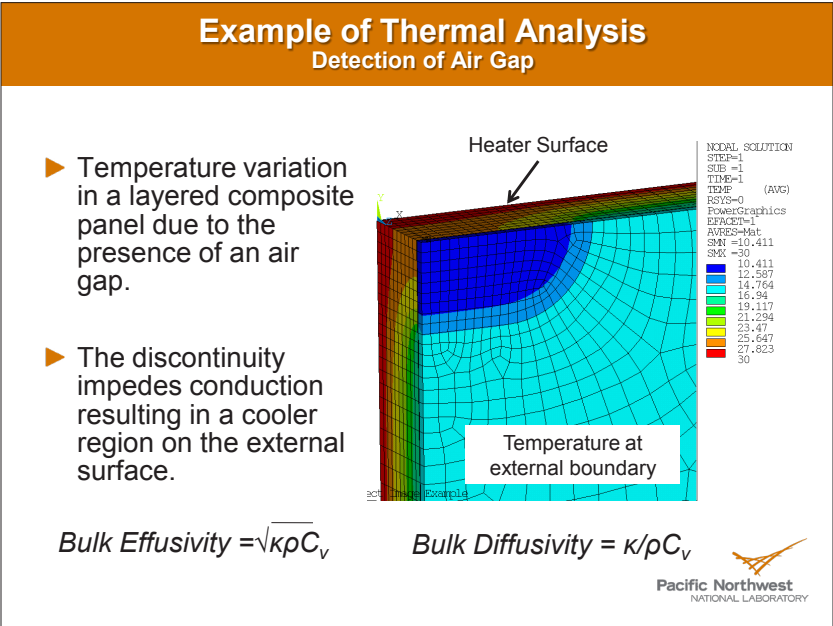 Example of Thermal Analysis
Detection of Air Gap
Temperature variation
in a layered composite
panel due to the
presence of an air
gap.
The discontinuity
impedes conduction
resulting in a cooler
region on the external
surface.
Heater Surface
Y
X
NODAL SOLUTION
STEP=1
SUB =1
TIME=1
TEMP (AVG)
RSYS=0
PowerGraphics
EFACET=1
AVRES=Mat
SMN =10.411
SMX =30
10.411
12.587
14.764
16.94
19.117
21.294
23.47
25.647
27.823
30
Temperature at
external boundary
Image Example
Bulk Effusivity =√κρCv
Bulk Diffusivity = κ/ρCv
Pacific Northwest
NATIONAL LABORATORY